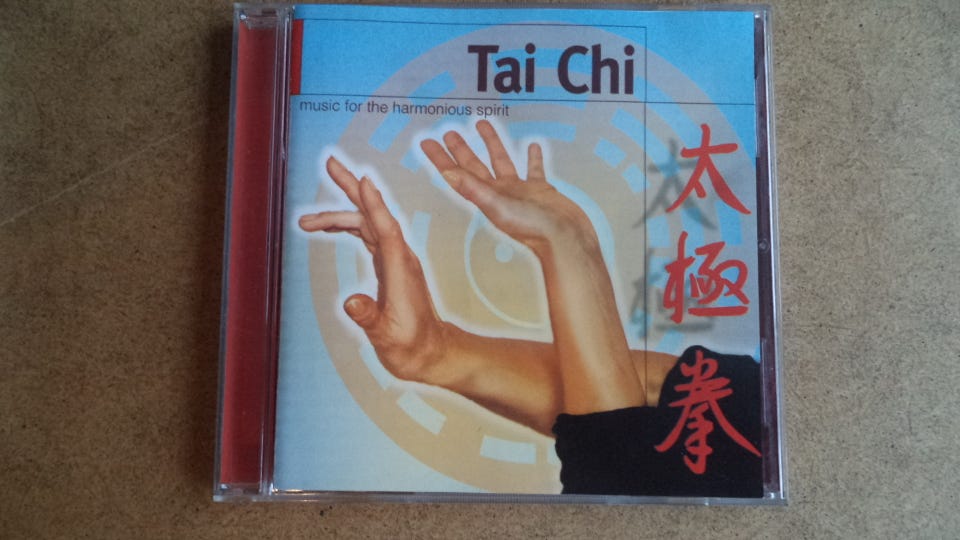 Tai Chi
music for the harmonious spirit
太極拳